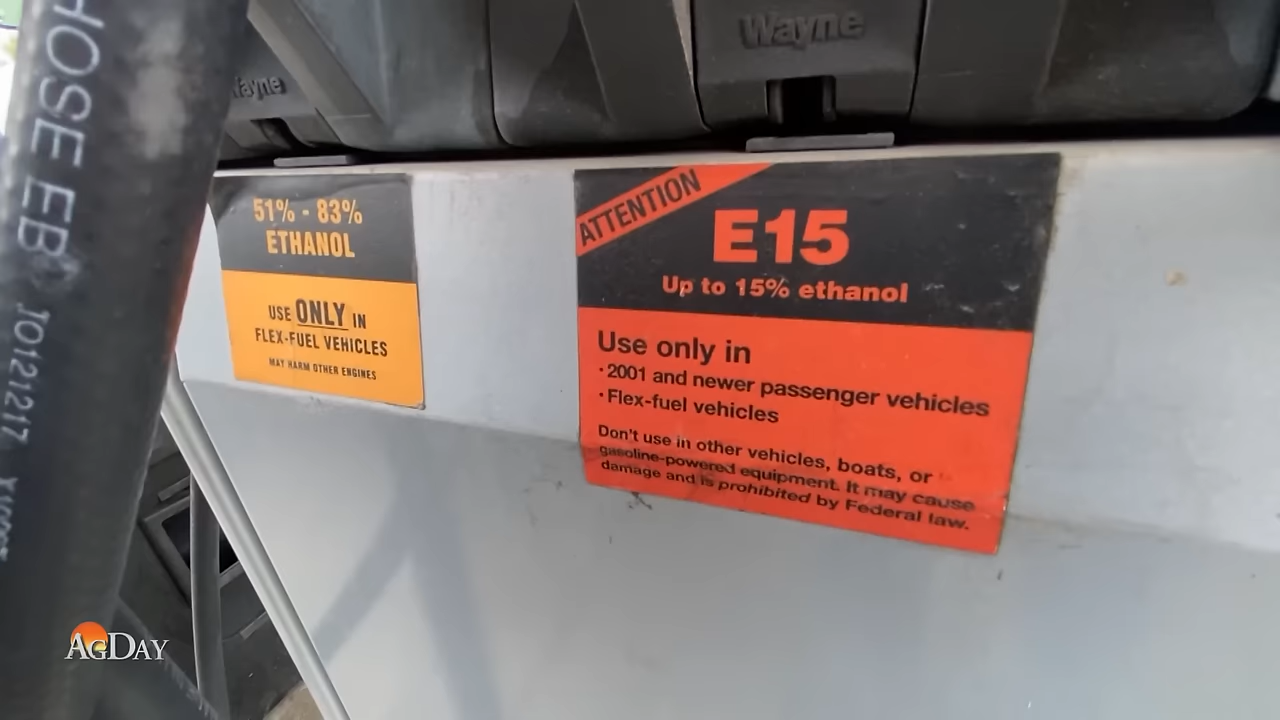 HOSE EB
1012121
Wayne
Wayne
51% - 83%
ETHANOL
USE ONLY IN
FLEX-FUEL VEHICLES
MAY HARM OTHER ENGINES
ATTENTION
E15
Up to 15% ethanol
Use only in
· 2001 and newer passenger vehicles
· Flex-fuel vehicles
Don't use in other vehicles, boats, or
gasoline-powered equipment. It may cause
damage and is prohibited by Federal law.
AGDAY